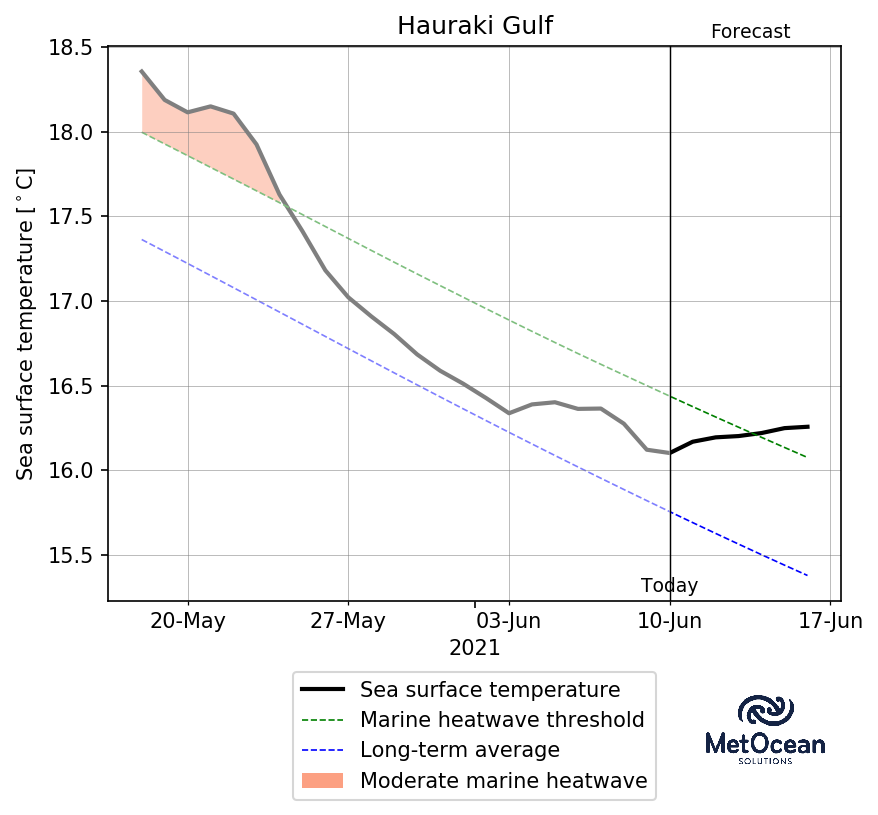 Hauraki Gulf
Forecast
Sea surface temperature [°C]
18.5
18.0
17.5
17.0
16.5
16.0
15.5
Today
20-May 27-May 03-Jun 10-Jun 17-Jun
2021
Sea surface temperature
Marine heatwave threshold
Long-term average
Moderate marine heatwave
MetOcean
SOLUTIONS